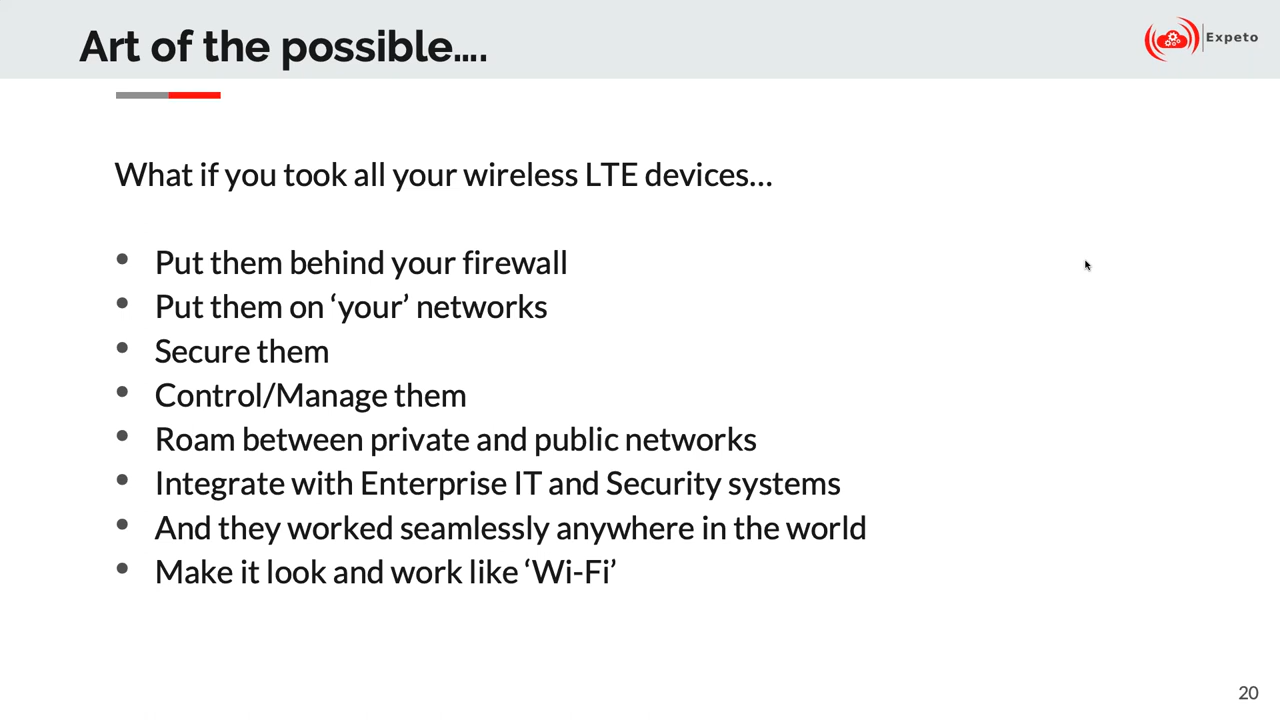 Art of the possible....
Expeto
What if you took all your wireless LTE devices...
• Put them behind your firewall
• Put them on ‘your’ networks
• Secure them
• Control/Manage them
• Roam between private and public networks
• Integrate with Enterprise IT and Security systems
• And they worked seamlessly anywhere in the world
• Make it look and work like ‘Wi-Fi’
20